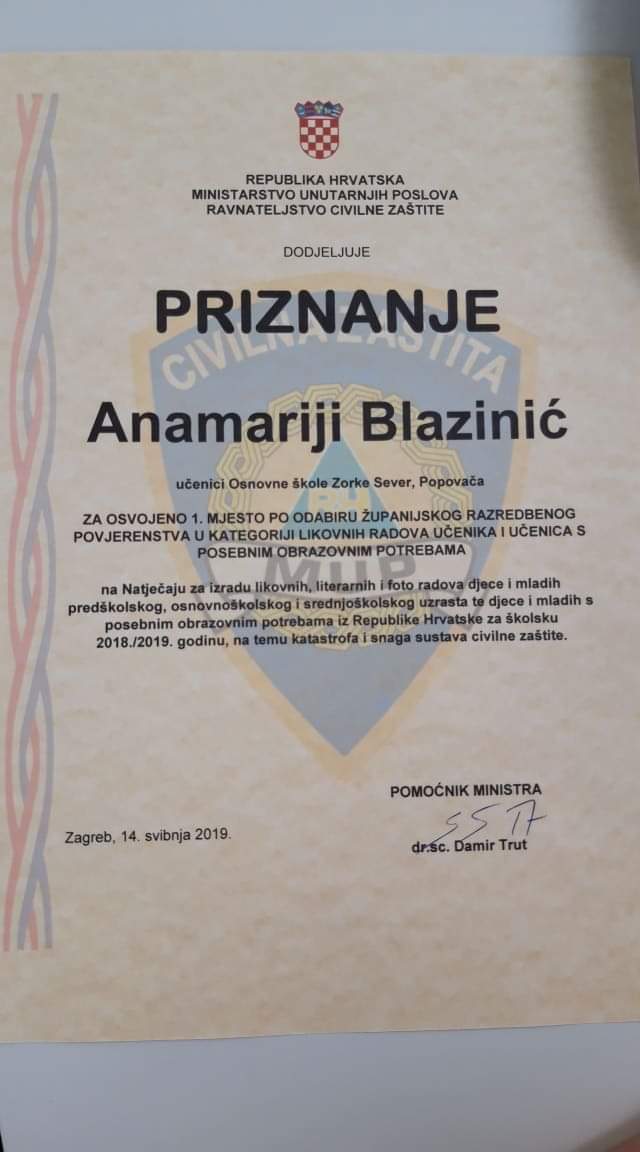 REPUBLIKA HRVATSKA
MINISTARSTVO UNUTARNJIH POSLOVA
RAVNATELJSTVO CIVILNE ZAŠTITE
DODJELJUJE
PRIZNANJE
CIVILNA ZAŠTITA
Anamariji Blazinić
učenici Osnovne škole Zorke Sever, Popovača
ZA OSVOJENO 1. MJESTO PO ODABIRU ŽUPANIJSKOG RAZREDBENOG
POVJERENSTVA U KATEGORIJI LIKOVNIH RADOVA UČENIKA I UČENICA S
POSEBNIM OBRAZOVNIM POTREBAMA
MUP
na Natječaju za izradu likovnih, literarnih i foto radova djece i mladih
predškolskog, osnovnoškolskog i srednjoškolskog uzrasta te djece i mladih s
posebnim obrazovnim potrebama iz Republike Hrvatske za školsku
2018./2019. godinu, na temu katastrofa i snaga sustava civilne zaštite.
POMOĆNIK MINISTRA
Zagreb, 14. svibnja 2019.
dr.sc. Damir Trut